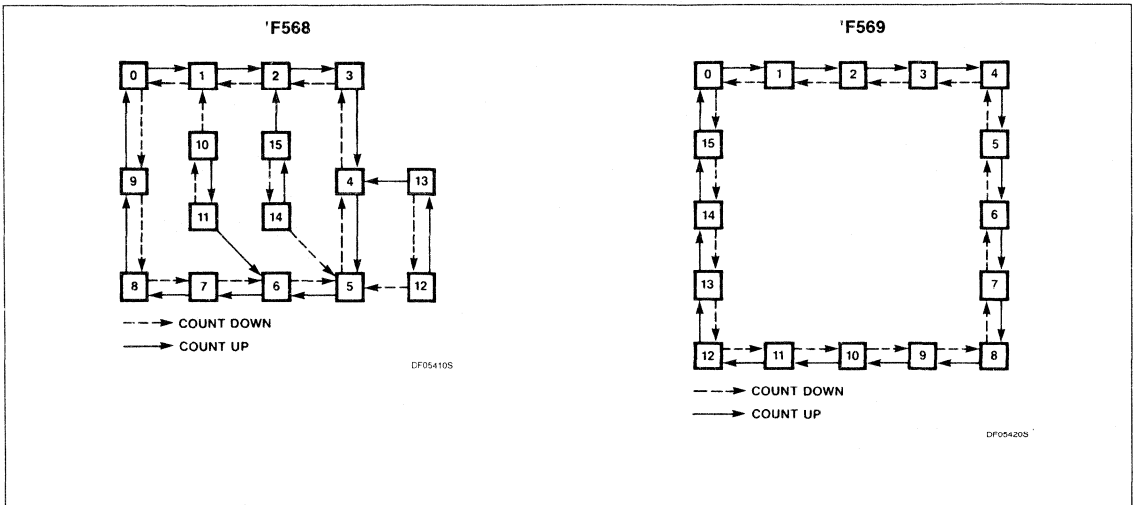 'F568
0 1 2 3
10 15
9 4 13
11 14
8 7 6 5 12
COUNT DOWN
COUNT UP
DF05410S
'F569
0 1 2 3 4
15 5
14 6
13 7
12 11 10 9 8
COUNT DOWN
COUNT UP
DF05420S